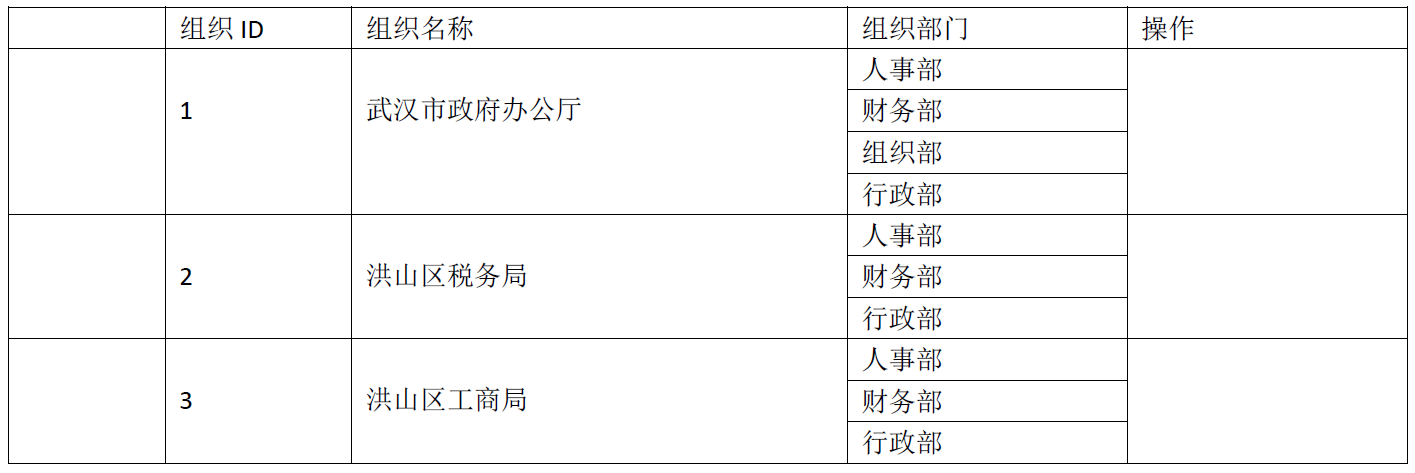 组织 ID 组织名称 组织部门 操作
人事部
1 武汉市政府办公厅 财务部
组织部
行政部
人事部
2 洪山区税务局 财务部
行政部
人事部
3 洪山区工商局 财务部
行政部